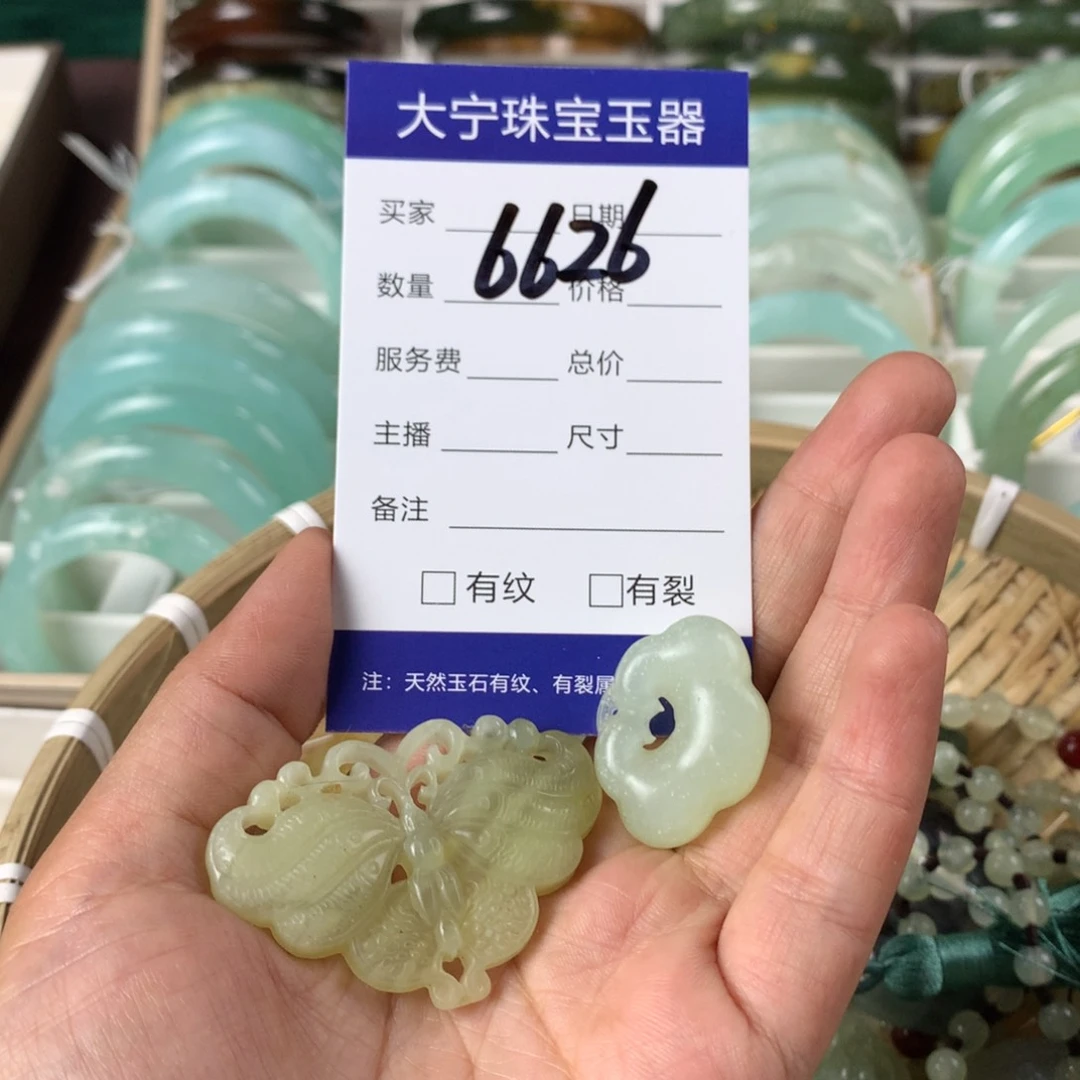 大宁珠宝玉器
买家 日期
6626
数量 价格
服务费 总价
主播 尺寸
备注
□ 有纹 □ 有裂
注：天然玉石有纹、有裂属